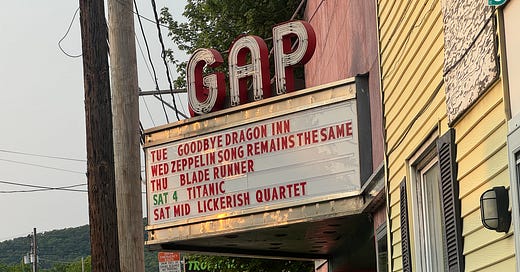 GAP
TUE GOODBYE DRAGON INN
WED ZEPPELIN SONG REMAINS THE SAME
THU BLADE RUNNER
SAT 4 TITANIC
SAT MID LICKERISH QUARTET